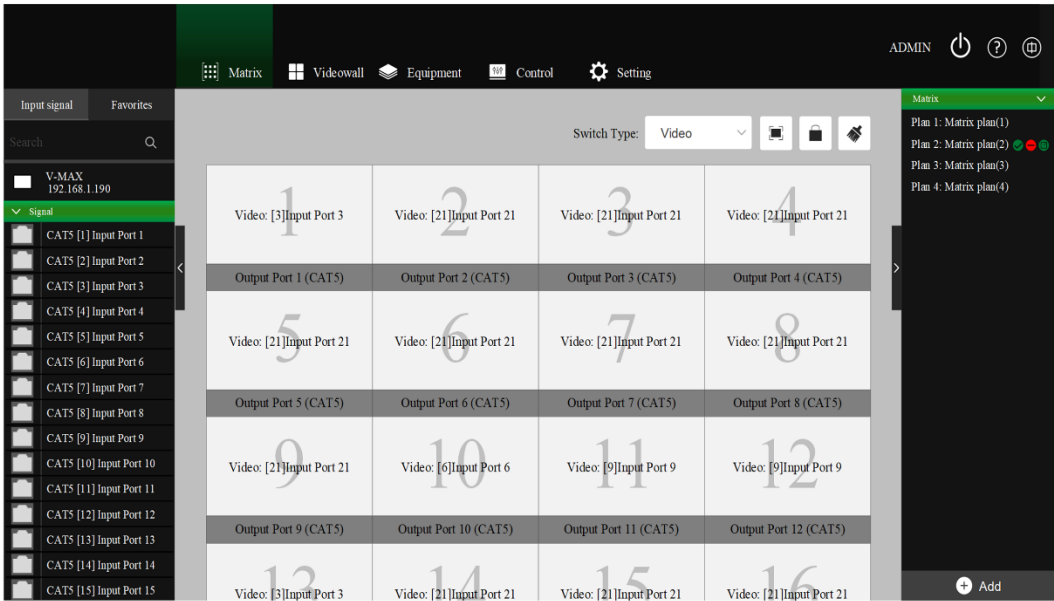 ADMIN
Matrix
Videowall
Equipment
Control
Setting
Input signal
Favorites
Search
V-MAX
192.168.1.190
Signal
CAT5 [1] Input Port 1
CAT5 [2] Input Port 2
CAT5 [3] Input Port 3
CAT5 [4] Input Port 4
CAT5 [5] Input Port 5
CAT5 [6] Input Port 6
CAT5 [7] Input Port 7
CAT5 [8] Input Port 8
CAT5 [9] Input Port 9
CAT5 [10] Input Port 10
CAT5 [11] Input Port 11
CAT5 [12] Input Port 12
CAT5 [13] Input Port 13
CAT5 [14] Input Port 14
CAT5 [15] Input Port 15
Switch Type:
Video
1
Video: [3]Input Port 3
Output Port 1 (CAT5)
2
Video: [21]Input Port 21
Output Port 2 (CAT5)
3
Video: [21]Input Port 21
Output Port 3 (CAT5)
4
Video: [21]Input Port 21
Output Port 4 (CAT5)
5
Video: [21]Input Port 21
Output Port 5 (CAT5)
6
Video: [21]Input Port 21
Output Port 6 (CAT5)
7
Video: [21]Input Port 21
Output Port 7 (CAT5)
8
Video: [21]Input Port 21
Output Port 8 (CAT5)
9
Video: [21]Input Port 21
Output Port 9 (CAT5)
10
Video: [6]Input Port 6
Output Port 10 (CAT5)
11
Video: [9]Input Port 9
Output Port 11 (CAT5)
12
Video: [9]Input Port 9
Output Port 12 (CAT5)
13
Video: [3]Input Port 3
14
Video: [21]Input Port 21
15
Video: [21]Input Port 21
16
Video: [21]Input Port 21
Matrix
Plan 1: Matrix plan(1)
Plan 2: Matrix plan(2)
Plan 3: Matrix plan(3)
Plan 4: Matrix plan(4)
Add